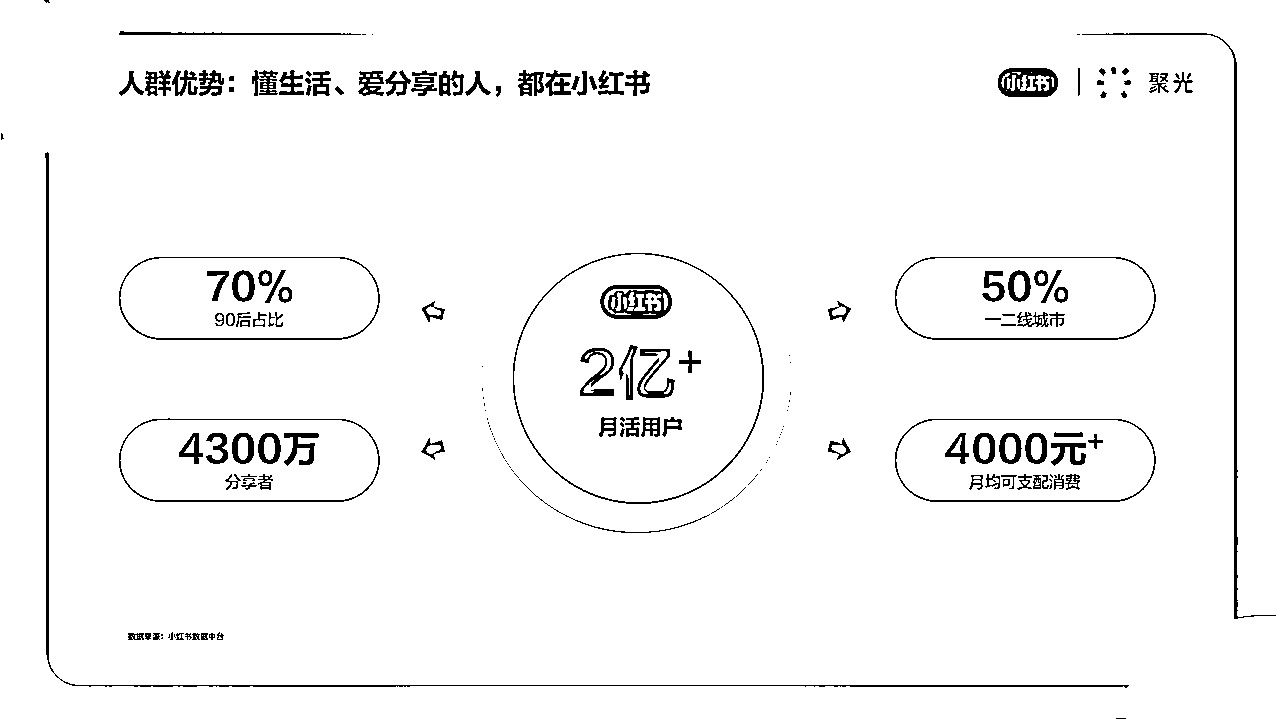 人群优势：懂生活、爱分享的人，都在小红书
小红书
聚光
70%
90后占比
小红书
2亿+
月活用户
50%
一二线城市
4300万
分享者
4000元+
月均可支配消费
数据来源：小红书数据中台